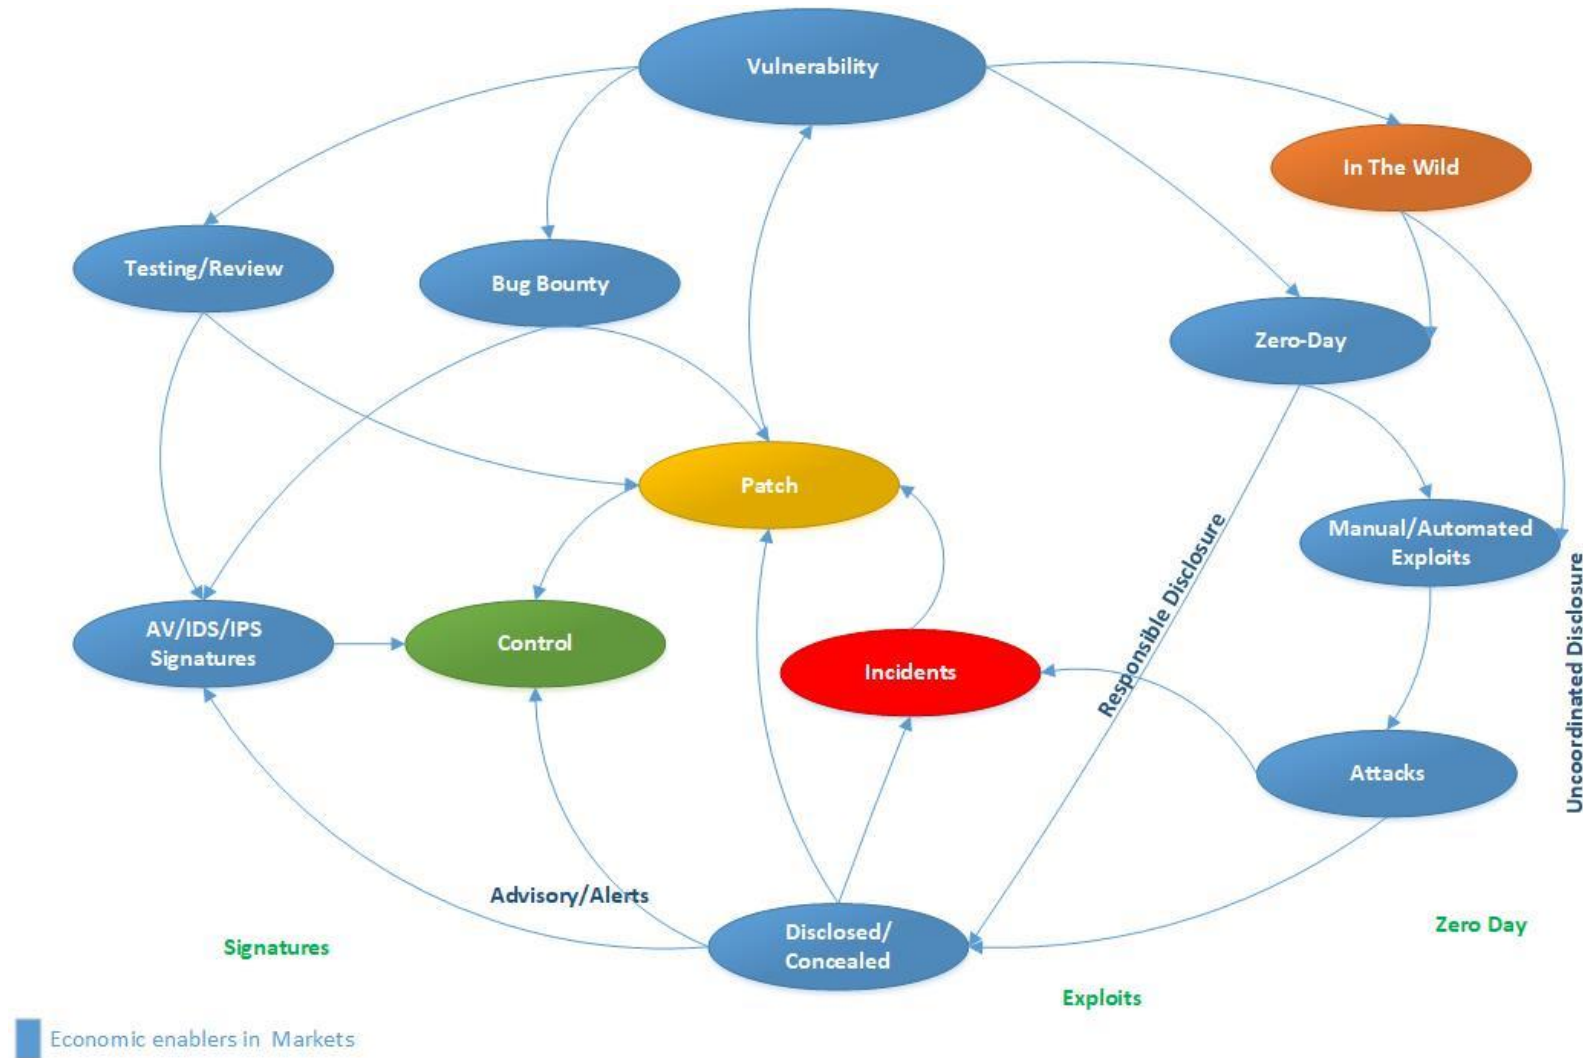 Vulnerability
In The Wild
Testing/Review
Bug Bounty
Zero-Day
Patch
Manual/Automated
Exploits
Responsible Disclosure
Uncoordinated Disclosure
AV/IDS/IPS
Signatures
Control
Incidents
Attacks
Advisory/Alerts
Disclosed/
Concealed
Signatures
Zero Day
Exploits
Economic enablers in Markets